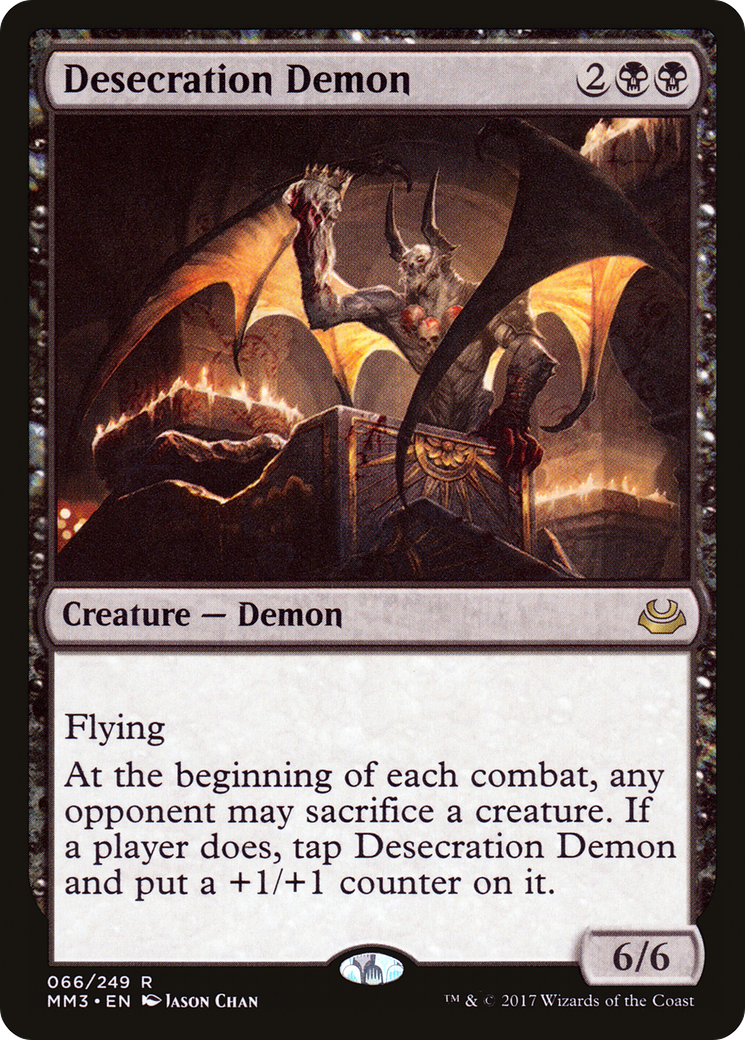 Desecration Demon 2
Creature — Demon
Flying
At the beginning of each combat, any
opponent may sacrifice a creature. If
a player does, tap Desecration Demon
and put a +1/+1 counter on it.
6/6
066/249 R
MM3 • EN Jason Chan
™ & © 2017 Wizards of the Coast